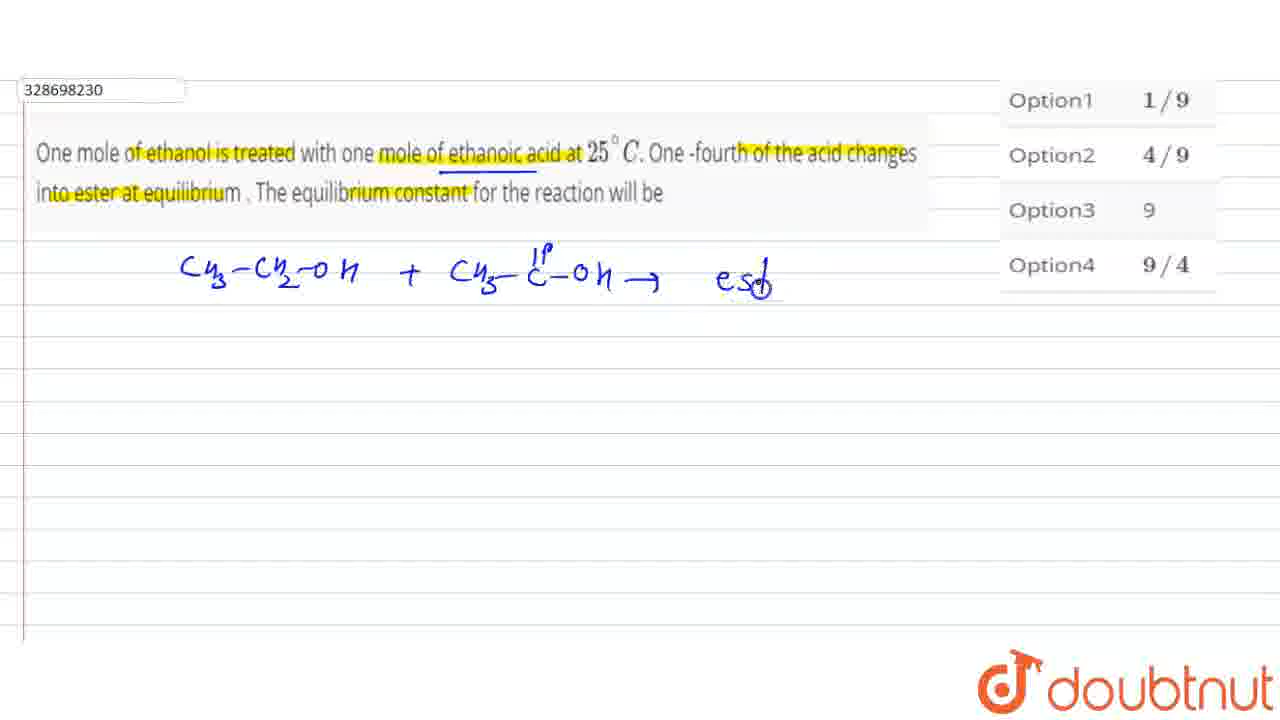 328698230
One mole of ethanol is treated with one mole of ethanoic acid at 25°C. One -fourth of the acid changes
into ester at equilibrium . The equilibrium constant for the reaction will be
Option1 1/9
Option2 4/9
Option3 9
Option4 9/4
CH3-CH2-OH + CH3-C-OH →
doubtnut